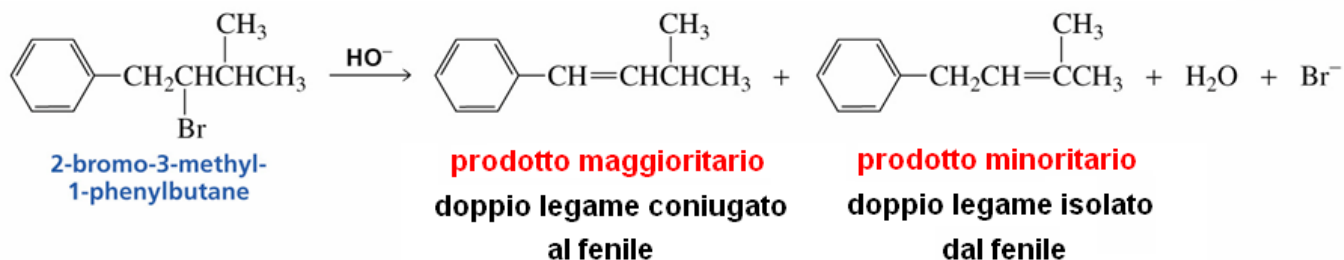 CH₃ CH₃ CH₃
CH₂CHCHCH₃ HO⁻ CH=CHCHCH₃ + CH₂CH=CCH₃ + H₂O + Br⁻
Br
2-bromo-3-methyl-
1-phenylbutane
prodotto maggioritario
doppio legame coniugato
al fenile
prodotto minoritario
doppio legame isolato
dal fenile